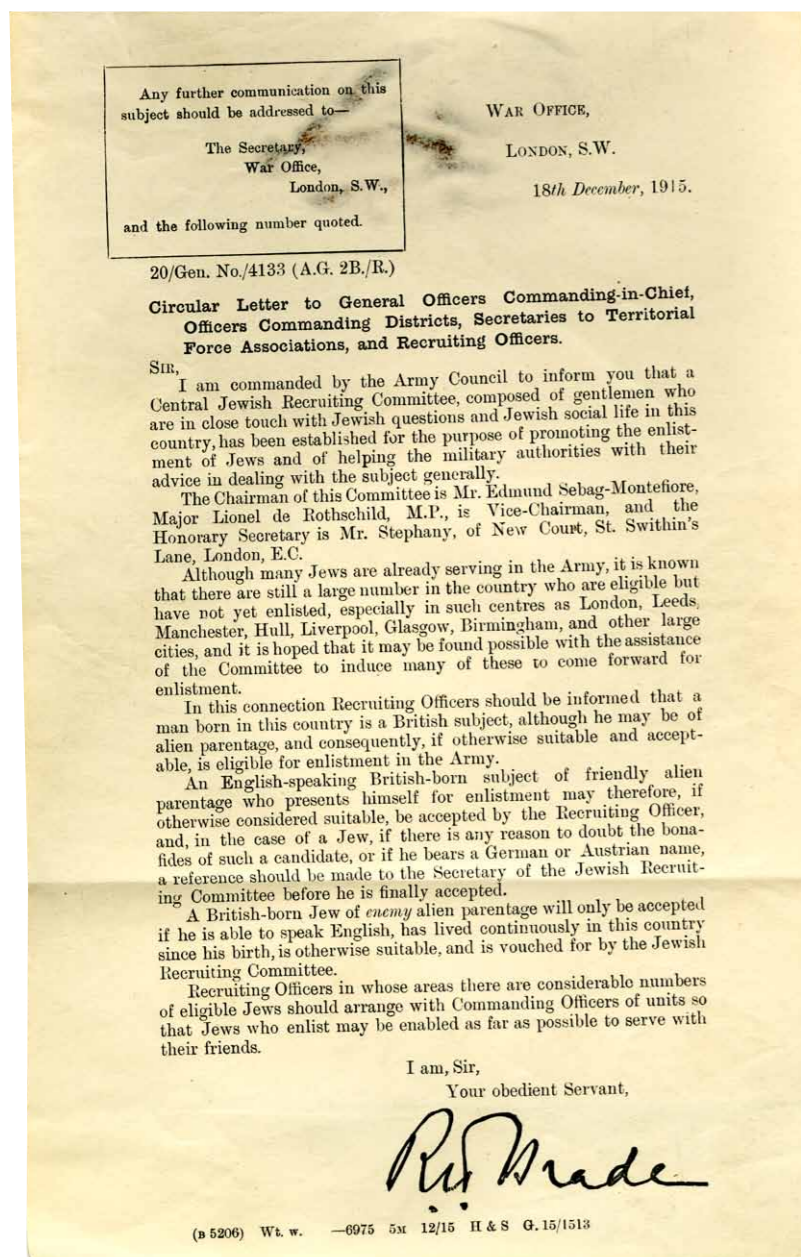 Any further communication on this
subject should be addressed to—
The Secretary,
War Office,
London, S.W.,
and the following number quoted.
WAR OFFICE,
LONDON, S.W.
18th December, 1915.
20/Gen. No./4133 (A.G. 2B./R.)
Circular Letter to General Officers Commanding-in-Chief,
Officers Commanding Districts, Secretaries to Territorial
Force Associations, and Recruiting Officers.
SIR,
I am commanded by the Army Council to inform you that a
Central Jewish Recruiting Committee, composed of gentlemen who
are in close touch with Jewish questions and Jewish social life in this
country, has been established for the purpose of promoting the enlist-
ment of Jews and of helping the military authorities with their
advice in dealing with the subject generally.
The Chairman of this Committee is Mr. Edmund Sebag-Montefiore,
Major Lionel de Rothschild, M.P., is Vice-Chairman, and the
Honorary Secretary is Mr. Stephany, of New Court, St. Swithin's
Lane, London, E.C.
Although many Jews are already serving in the Army, it is known
that there are still a large number in the country who are eligible but
have not yet enlisted, especially in such centres as London, Leeds,
Manchester, Hull, Liverpool, Glasgow, Birmingham, and other large
cities, and it is hoped that it may be found possible with the assistance
of the Committee to induce many of these to come forward for
enlistment.
In this connection Recruiting Officers should be informed that a
man born in this country is a British subject, although he may be of
alien parentage, and consequently, if otherwise suitable and accept-
able, is eligible for enlistment in the Army.
An English-speaking British-born subject of friendly alien
parentage who presents himself for enlistment may therefore, if
otherwise considered suitable, be accepted by the Recruiting Officer,
and, in the case of a Jew, if there is any reason to doubt the bona-
fides of such a candidate, or if he bears a German or Austrian name,
a reference should be made to the Secretary of the Jewish Recruit-
ing Committee before he is finally accepted.
A British-born Jew of enemy alien parentage will only be accepted
if he is able to speak English, has lived continuously in this country
since his birth, is otherwise suitable, and is vouched for by the Jewish
Recruiting Committee.
Recruiting Officers in whose areas there are considerable numbers
of eligible Jews should arrange with Commanding Officers of units so
that Jews who enlist may be enabled as far as possible to serve with
their friends.
I am, Sir,
Your obedient Servant,
(B 5206) Wt. w. —6975 5M 12/15 H & S G. 15/1513